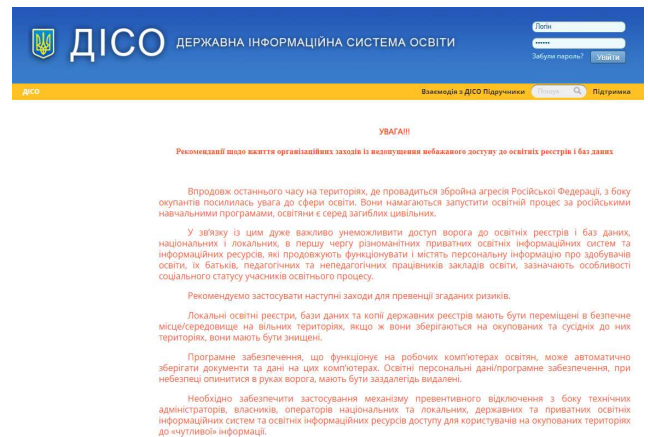 ДІСО ДЕРЖАВНА ІНФОРМАЦІЙНА СИСТЕМА ОСВІТИ
Логін
••••••
Забули пароль? Увійти
ДІСО Взаємодія з ДІСО Підручники Пошук Підтримка
УВАГА!!!
Рекомендації щодо вжиття організаційних заходів із недопущення небажаного доступу до освітніх реєстрів і баз даних
Впродовж останнього часу на територіях, де провадиться збройна агресія Російської Федерації, з боку
окупантів посилилась увага до сфери освіти. Вони намагаються запустити освітній процес за російськими
навчальними програмами, освітяни є серед загиблих цивільних.
У зв'язку із цим дуже важливо унеможливити доступ ворога до освітніх реєстрів і баз даних,
національних і локальних, в першу чергу різноманітних приватних освітніх інформаційних систем та
інформаційних ресурсів, які продовжують функціонувати і містять персональну інформацію про здобувачів
освіти, їх батьків, педагогічних та непедагогічних працівників закладів освіти, зазначають особливості
соціального статусу учасників освітнього процесу.
Рекомендуємо застосувати наступні заходи для превенції згаданих ризиків.
Локальні освітні реєстри, бази даних та копії державних реєстрів мають бути переміщені в безпечне
місце/середовище на вільних територіях, якщо ж вони зберігаються на окупованих та сусідніх до них
територіях, вони мають бути знищені.
Програмне забезпечення, що функціонує на робочих комп'ютерах освітян, може автоматично
зберігати документи та дані на цих комп'ютерах. Освітні персональні дані/програмне забезпечення, при
небезпеці опинитися в руках ворога, мають бути заздалегідь видалені.
Необхідно забезпечити застосування механізму превентивного відключення з боку технічних
адміністраторів, власників, операторів національних та локальних, державних та приватних освітніх
інформаційних систем та освітніх інформаційних ресурсів доступу для користувачів на окупованих територіях
до «чутливої» інформації.